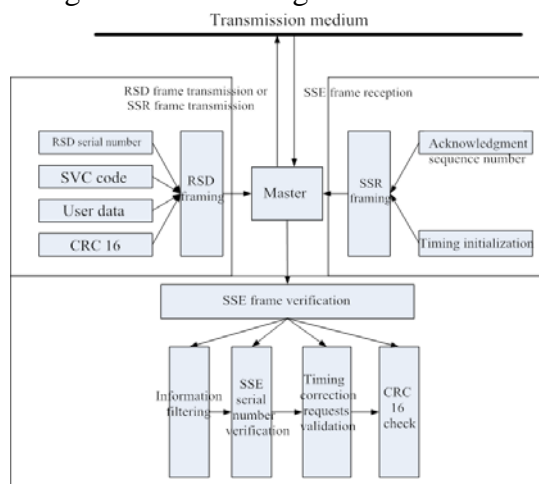 Transmission medium
RSD frame transmission or
SSR frame transmission
SSE frame reception
RSD serial number
SVC code
User data
CRC 16
RSD
framing
Master
SSR
framing
Acknowledgment
sequence number
Timing initialization
SSE frame verification
Information
filtering
SSE
serial
number
verification
Timing
correction
requests
validation
CRC
16
check